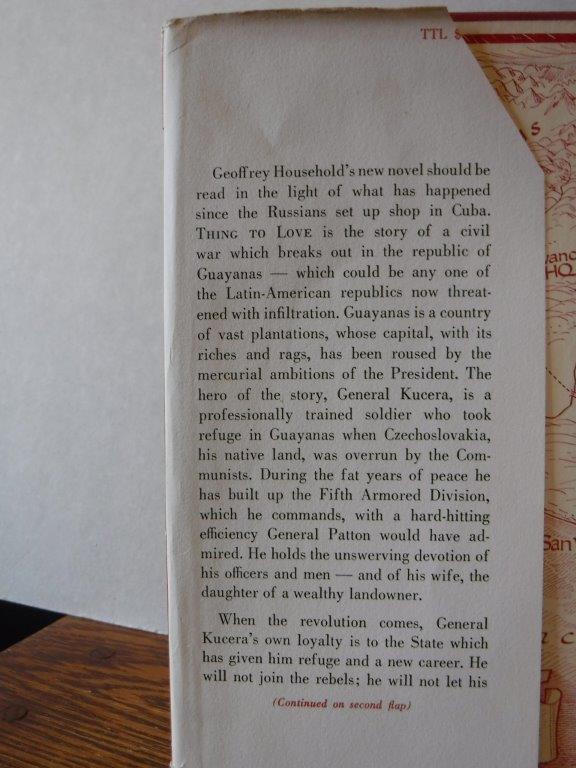 TTL $
Geoffrey Household's new novel should be
read in the light of what has happened
since the Russians set up shop in Cuba.
THING TO LOVE is the story of a civil
war which breaks out in the republic of
Guayanas — which could be any one of
the Latin-American republics now threat-
ened with infiltration. Guayanas is a country
of vast plantations, whose capital, with its
riches and rags, has been roused by the
mercurial ambitions of the President. The
hero of the story, General Kucera, is a
professionally trained soldier who took
refuge in Guayanas when Czechoslovakia,
his native land, was overrun by the Com-
munists. During the fat years of peace he
has built up the Fifth Armored Division,
which he commands, with a hard-hitting
efficiency General Patton would have ad-
mired. He holds the unswerving devotion of
his officers and men — and of his wife, the
daughter of a wealthy landowner.
When the revolution comes, General
Kucera's own loyalty is to the State which
has given him refuge and a new career. He
will not join the rebels; he will not let his
(Continued on second flap)
HQ
San